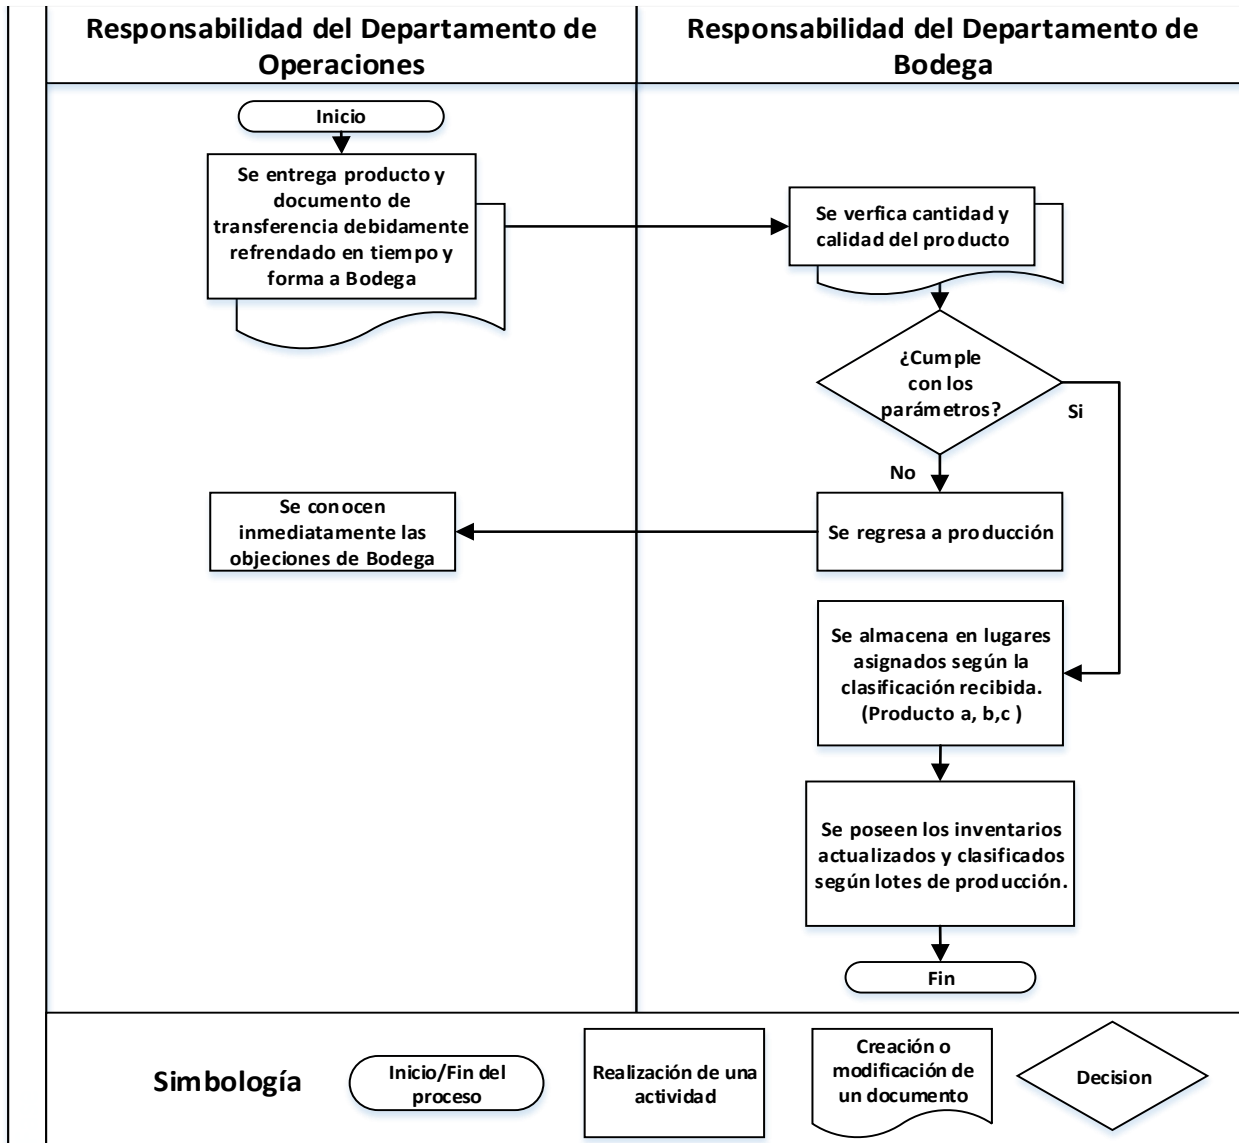 Responsabilidad del Departamento de
Operaciones
Responsabilidad del Departamento de
Bodega
Inicio
Se entrega producto y
documento de
transferencia debidamente
refrendado en tiempo y
forma a Bodega
Se verfica cantidad y
calidad del producto
¿Cumple
con los
parámetros?
Si
No
Se conocen
inmediatamente las
objeciones de Bodega
Se regresa a producción
Se almacena en lugares
asignados según la
clasificación recibida.
(Producto a, b,c )
Se poseen los inventarios
actualizados y clasificados
según lotes de producción.
Fin
Simbología
Inicio/Fin del
proceso
Realización de una
actividad
Creación o
modificación de
un documento
Decision